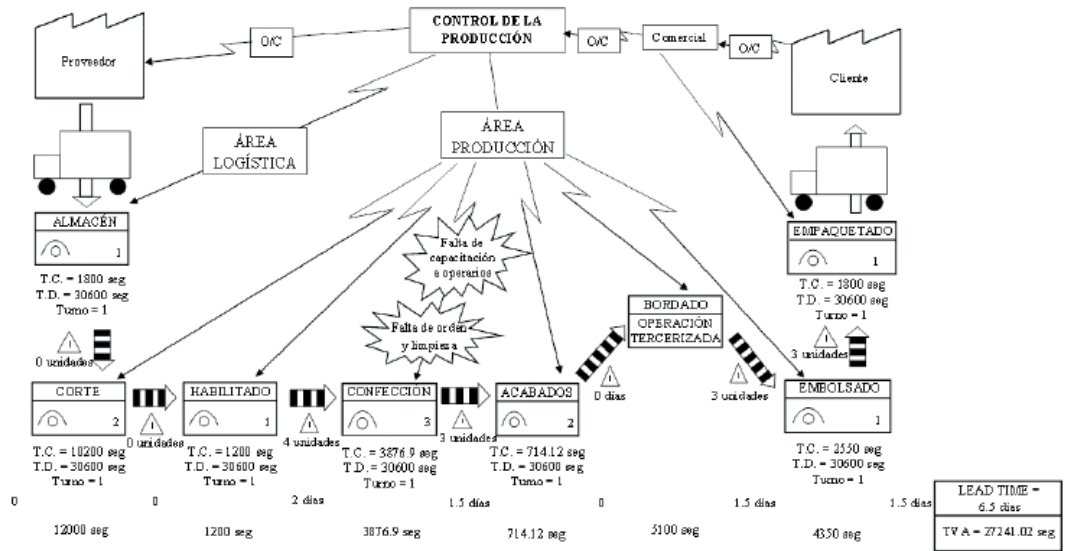 CONTROL DE LA
PRODUCCIÓN
O/C
O/C
Comercial
O/C
Proveedor
Cliente
ÁREA
LOGÍSTICA
ÁREA
PRODUCCIÓN
ALMACÉN
1
T.C. = 1800 seg
T.D. = 30600 seg
Turno = 1
I
0 unidades
Falta de
capacitación
a operarios
Falta de orden
y limpieza
EMPAQUETADO
1
T.C. = 1800 seg
T.D. = 30600 seg
Turno = 1
I
3 unidades
BORDADO
OPERACIÓN
TERCERIZADA
CORTE
2
T.C. = 10200 seg
T.D. = 30600 seg
Turno = 1
I
0 unidades
HABILITADO
1
T.C. = 1200 seg
T.D. = 30600 seg
Turno = 1
I
4 unidades
CONFECCIÓN
3
T.C. = 3876.9 seg
T.D. = 30600 seg
Turno = 1
I
3 unidades
ACABADOS
2
T.C. = 714.12 seg
T.D. = 30600 seg
Turno = 1
I
0 días
I
3 unidades
EMBOLSADO
1
T.C. = 2550 seg
T.D. = 30600 seg
Turno = 1
0
0
2 días
1.5 días
0
1.5 días
1.5 días
12000 seg
1200 seg
3876.9 seg
714.12 seg
5100 seg
4350 seg
LEAD TIME =
6.5 días
TVA = 27241.02 seg